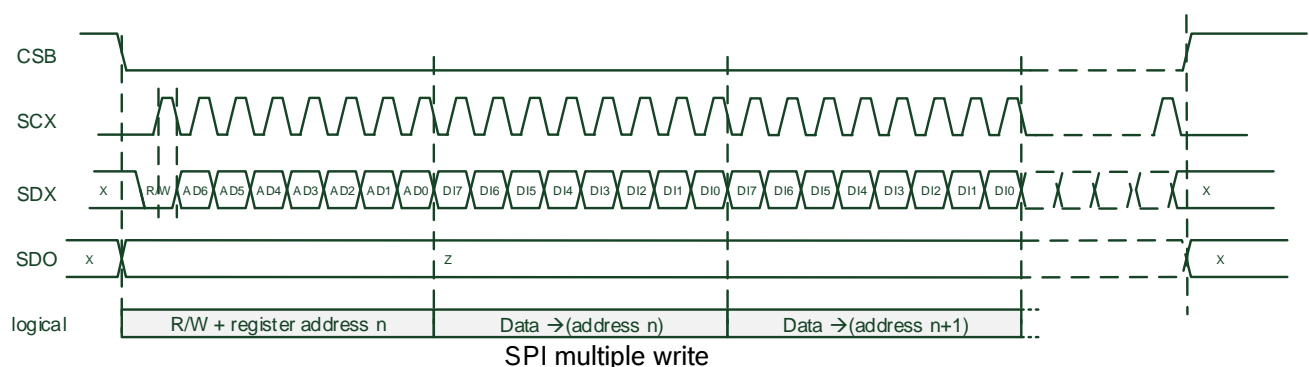 CSB
SCX
SDX X R/W AD6 AD5 AD4 AD3 AD2 AD1 AD0 DI7 DI6 DI5 DI4 DI3 DI2 DI1 DI0 DI7 DI6 DI5 DI4 DI3 DI2 DI1 DI0 X
SDO X Z X
logical R/W + register address n Data →(address n) Data →(address n+1)
SPI multiple write